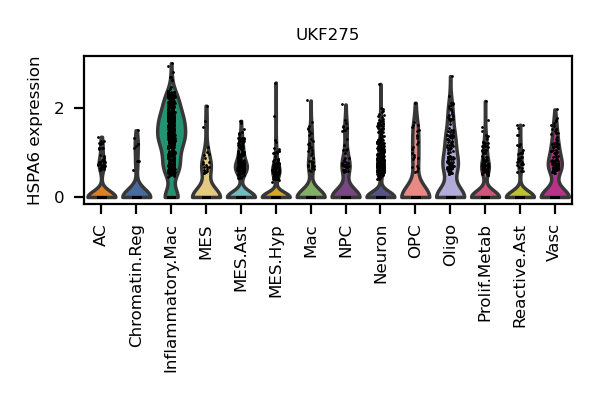 UKF275
HSPA6 expression
2
0
AC
Chromatin.Reg
Inflammatory.Mac
MES
MES.Ast
MES.Hyp
Mac
NPC
Neuron
OPC
Oligo
Prolif.Metab
Reactive.Ast
Vasc